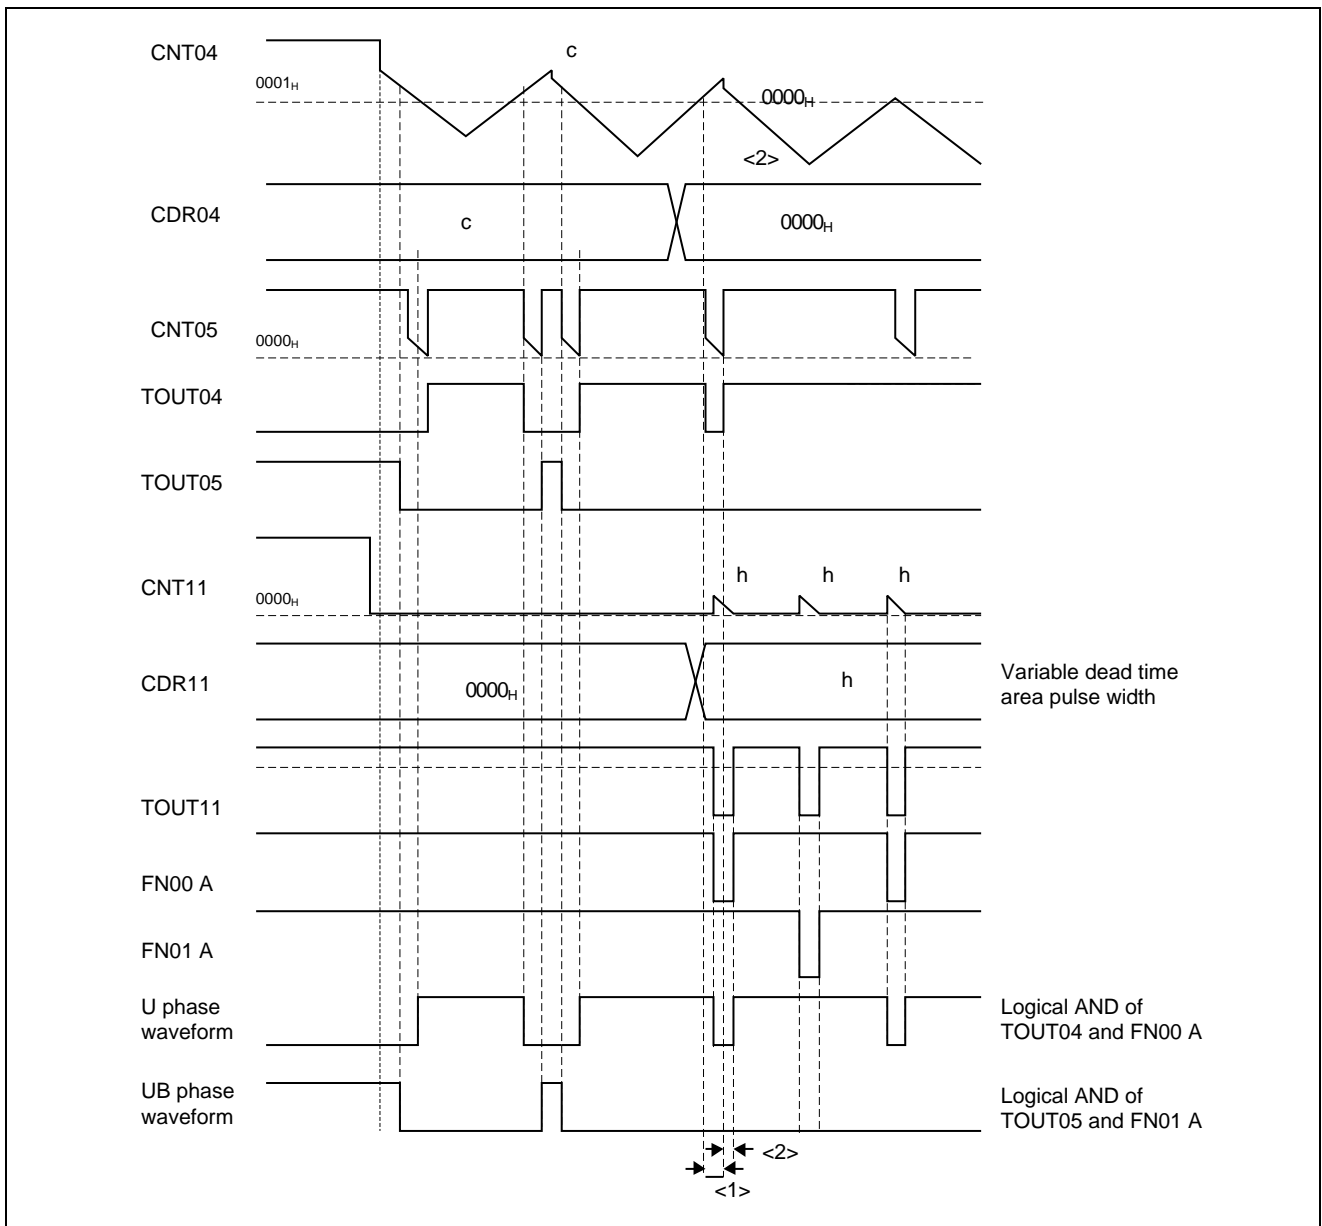 CNT04
c
0001H
0000H
<2>
CDR04
c
0000H
CNT05
0000H
TOUT04
TOUT05
CNT11
0000H
h
h
h
CDR11
0000H
h
Variable dead time
area pulse width
TOUT11
FN00 A
FN01 A
U phase
waveform
Logical AND of
TOUT04 and FN00 A
UB phase
waveform
Logical AND of
TOUT05 and FN01 A
<2>
<1>